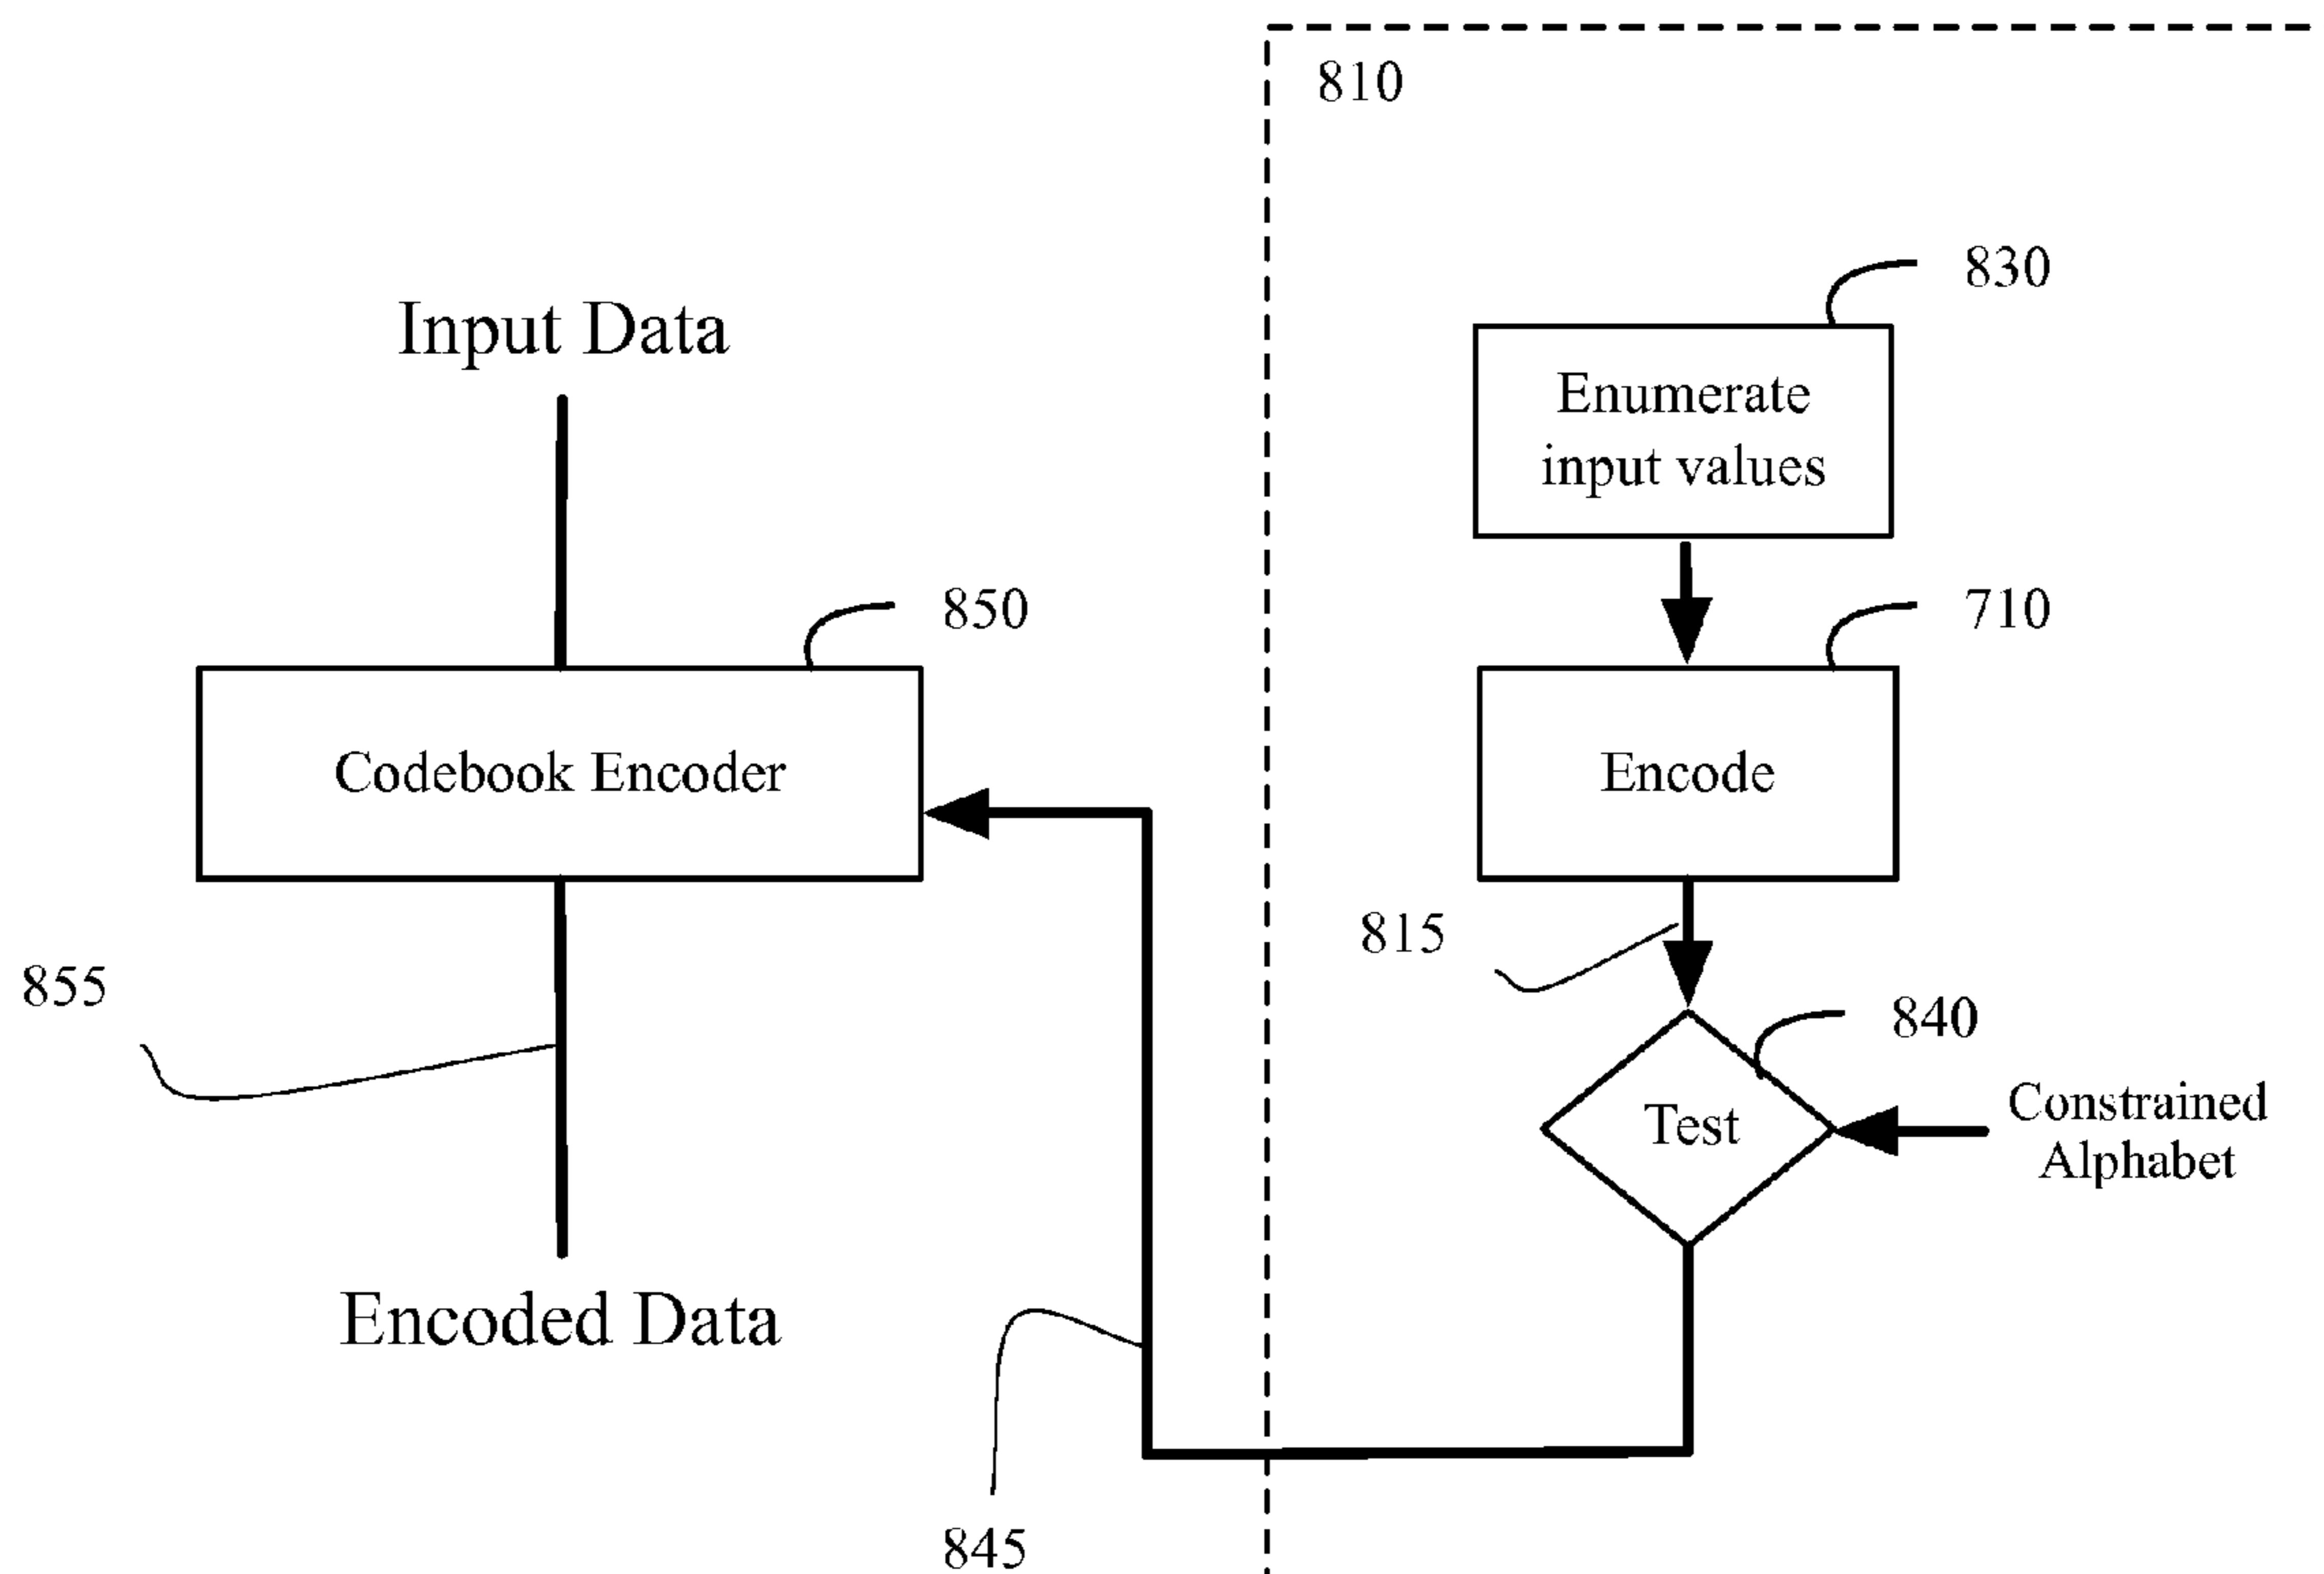 810
830
Enumerate
input values
Input Data
850
710
Codebook Encoder
Encode
815
855
840
Test
Constrained
Alphabet
Encoded Data
845